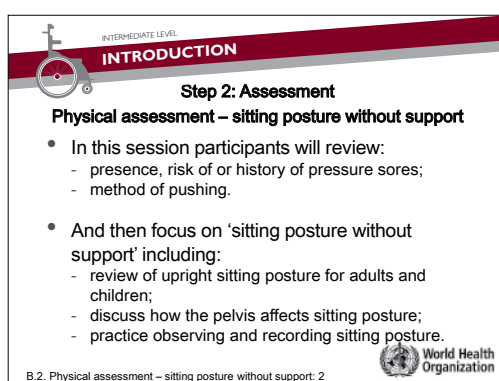 INTERMEDIATE LEVEL
INTRODUCTION
Step 2: Assessment
Physical assessment – sitting posture without support
• In this session participants will review:
- presence, risk of or history of pressure sores;
- method of pushing.
• And then focus on ‘sitting posture without
support’ including:
- review of upright sitting posture for adults and
children;
- discuss how the pelvis affects sitting posture;
- practice observing and recording sitting posture.
World Health
Organization
B.2. Physical assessment – sitting posture without support: 2